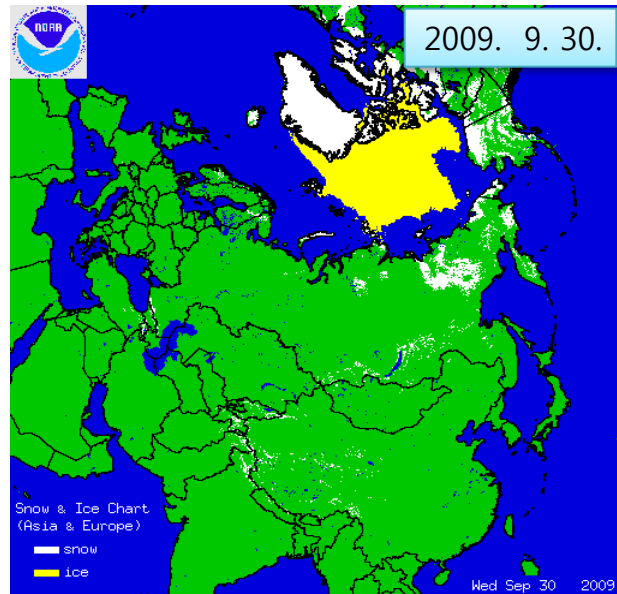 NOAA
2009. 9. 30.
Snow & Ice Chart
(Asia & Europe)
snow
ice
Wed Sep 30 2009